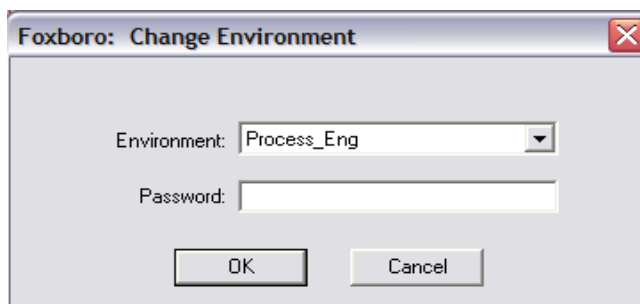 Foxboro: Change Environment
Environment: Process_Eng
Password:
OK Cancel